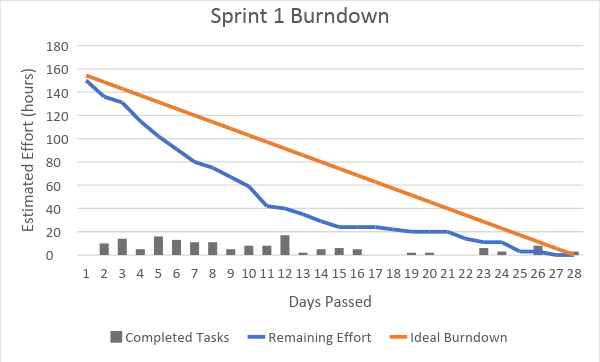 Sprint 1 Burndown
Estimated Effort (hours)
180
160
140
120
100
80
60
40
20
0
1 2 3 4 5 6 7 8 9 10 11 12 13 14 15 16 17 18 19 20 21 22 23 24 25 26 27 28
Days Passed
Completed Tasks Remaining Effort Ideal Burndown